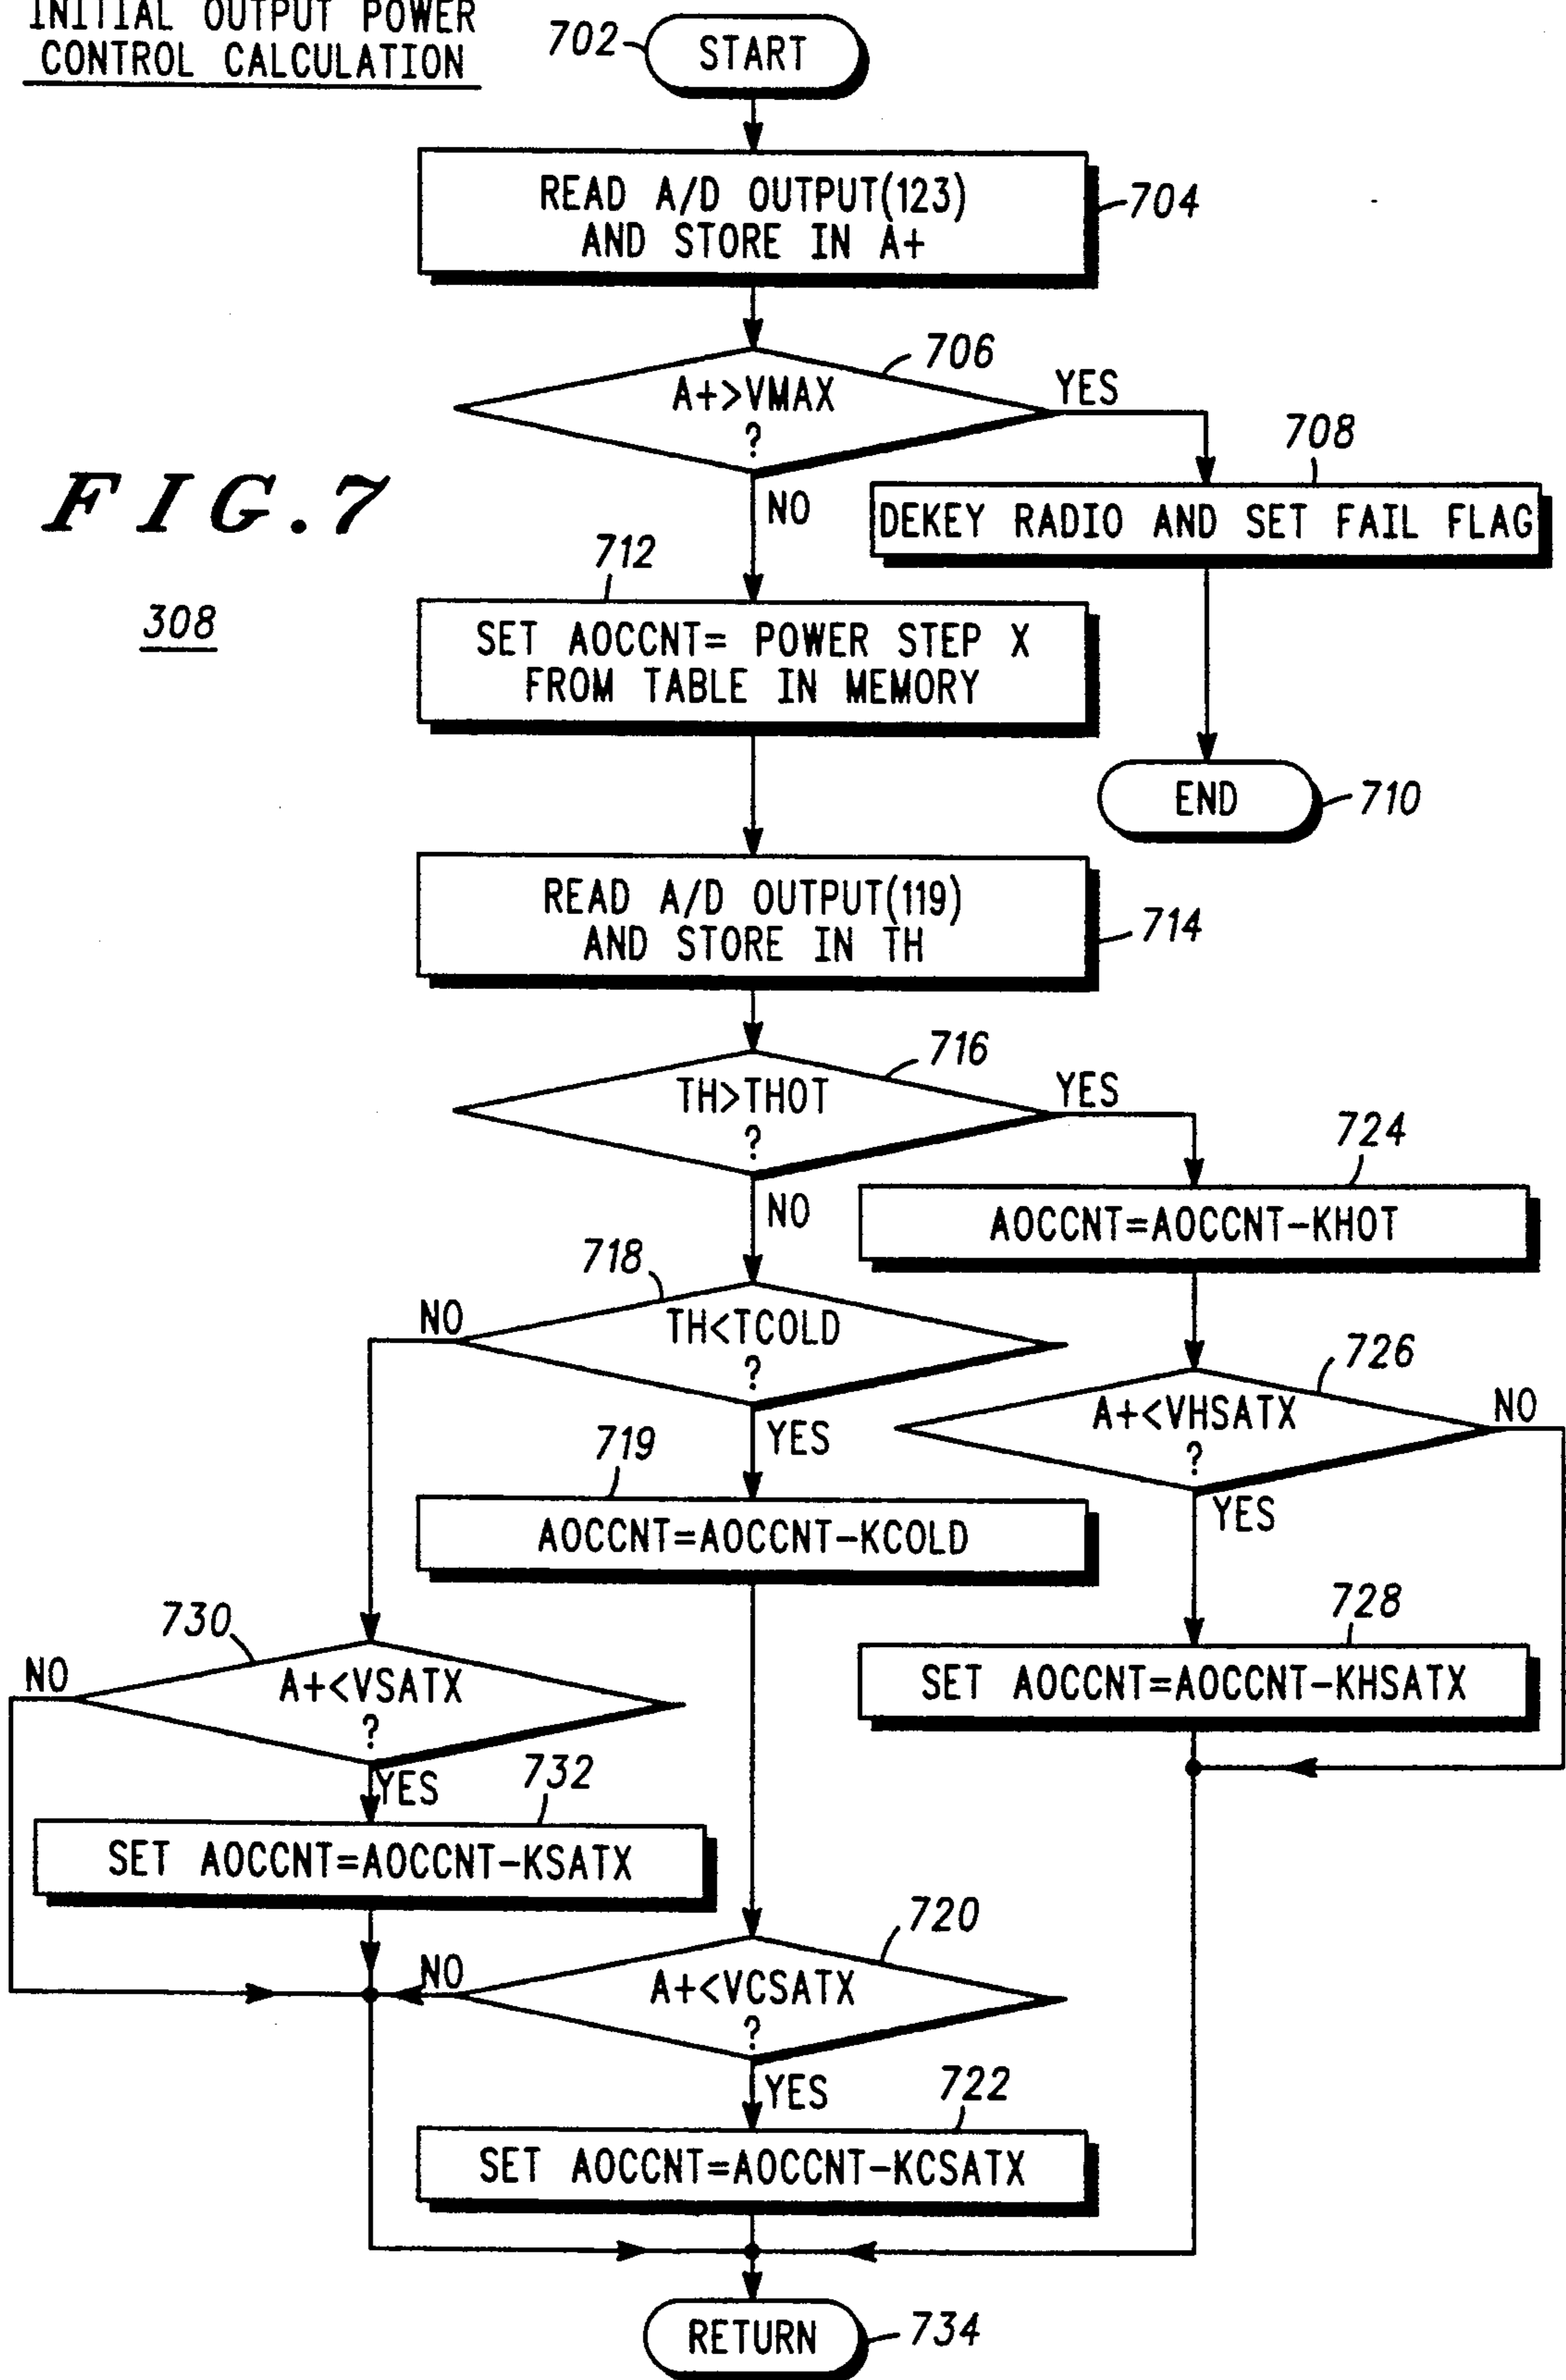 INITIAL OUTPUT POWER
CONTROL CALCULATION
702
START
READ A/D OUTPUT(123)
AND STORE IN A+
704
A+>VMAX
?
706
YES
NO
708
DEKEY RADIO AND SET FAIL FLAG
FIG.7
308
712
SET AOCCNT= POWER STEP X
FROM TABLE IN MEMORY
END
710
READ A/D OUTPUT(119)
AND STORE IN TH
714
TH>THOT
?
716
YES
NO
724
AOCCNT=AOCCNT-KHOT
718
TH<TCOLD
?
NO
YES
726
A+<VHSATX
?
NO
YES
719
AOCCNT=AOCCNT-KCOLD
728
SET AOCCNT=AOCCNT-KHSATX
730
A+<VSATX
?
NO
YES
732
SET AOCCNT=AOCCNT-KSATX
720
A+<VCSATX
?
NO
YES
722
SET AOCCNT=AOCCNT-KCSATX
RETURN
734